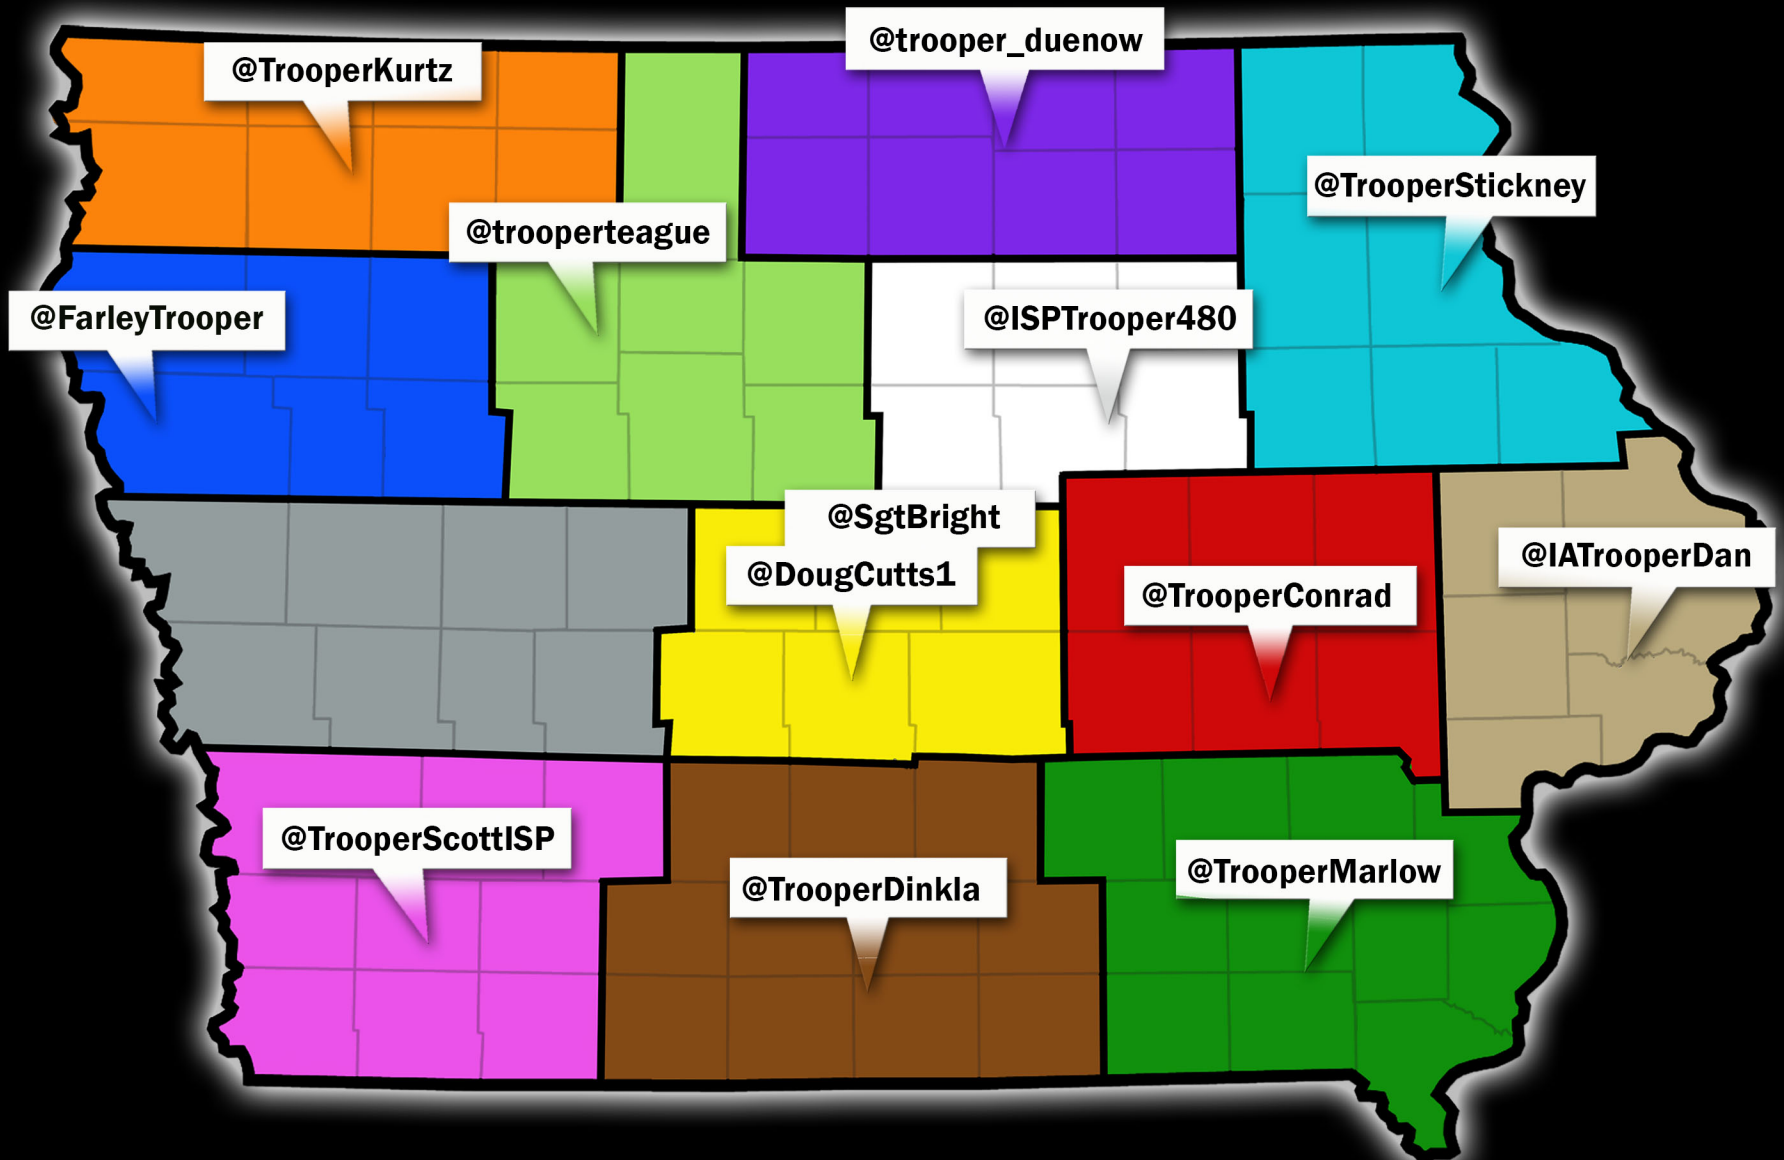 @trooper_duenow
@TrooperKurtz
@TrooperStickney
@trooperteague
@FarleyTrooper
@ISPTrooper480
@SgtBright
@DougCutts1
@IATrooperDan
@TrooperConrad
@TrooperScottISP
@TrooperMarlow
@TrooperDinkla